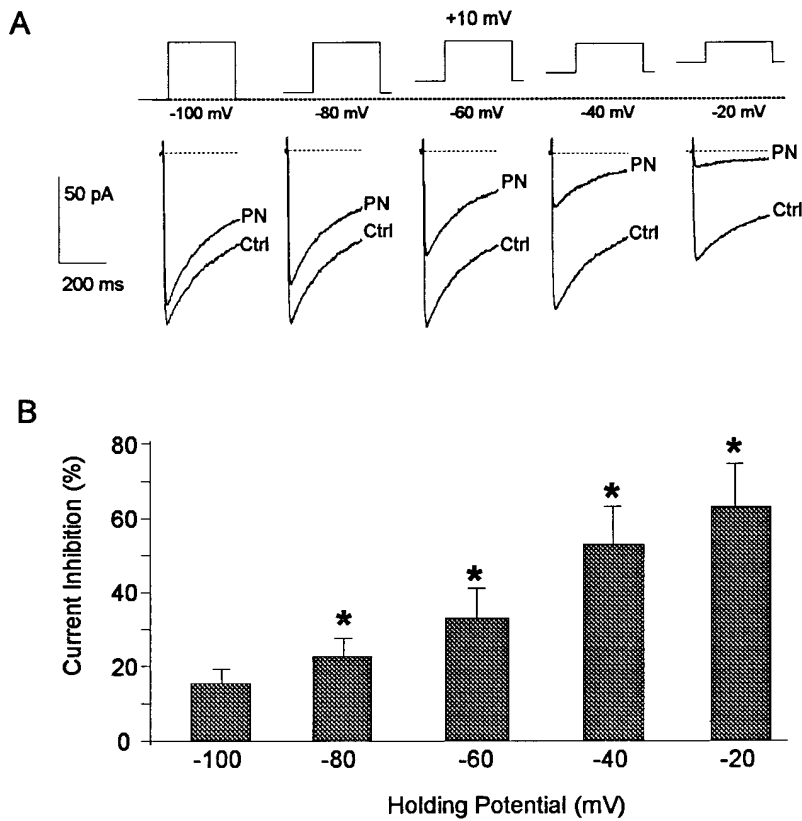 A
+10 mV
-100 mV
-80 mV
-60 mV
-40 mV
-20 mV
50 pA
200 ms
PN
Ctrl
PN
Ctrl
PN
Ctrl
PN
Ctrl
PN
Ctrl
B
Current Inhibition (%)
80
60
40
20
0
*
*
*
*
-100
-80
-60
-40
-20
Holding Potential (mV)